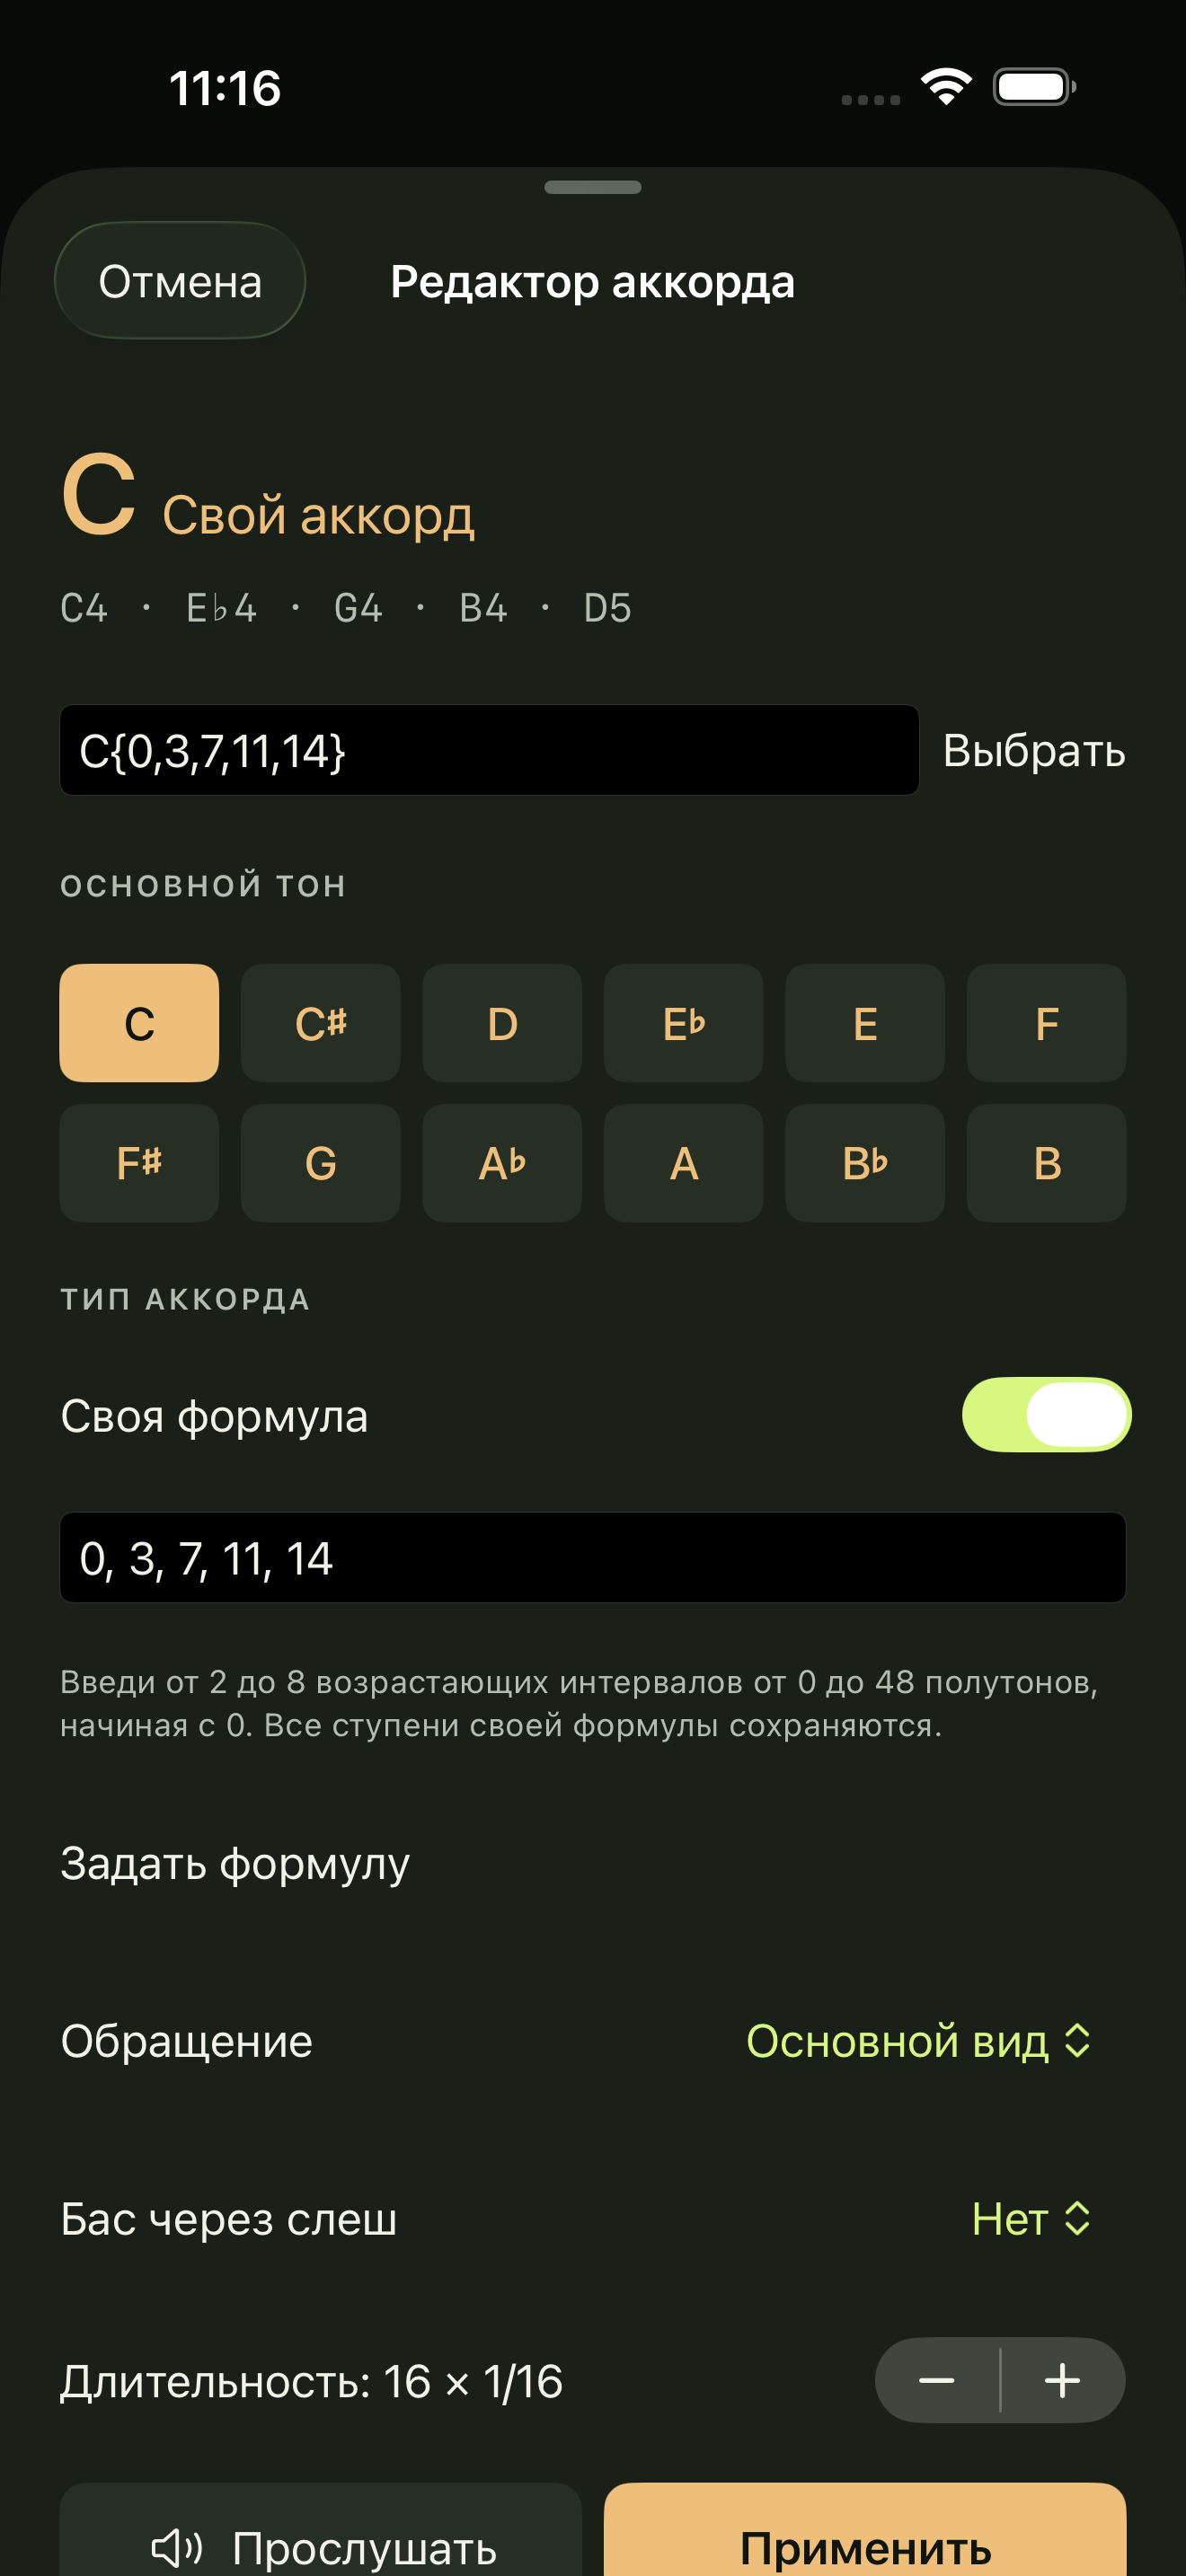 11:16
Отмена
Редактор аккорда
C Свой аккорд
C4 · E♭4 · G4 · B4 · D5
C{0,3,7,11,14}
Выбрать
ОСНОВНОЙ ТОН
C C♯ D E♭ E F
F♯ G A♭ A B♭ B
ТИП АККОРДА
Своя формула
0, 3, 7, 11, 14
Введи от 2 до 8 возрастающих интервалов от 0 до 48 полутонов,
начиная с 0. Все ступени своей формулы сохраняются.
Задать формулу
Обращение Основной вид
Бас через слеш Нет
Длительность: 16 × 1/16
Прослушать Применить